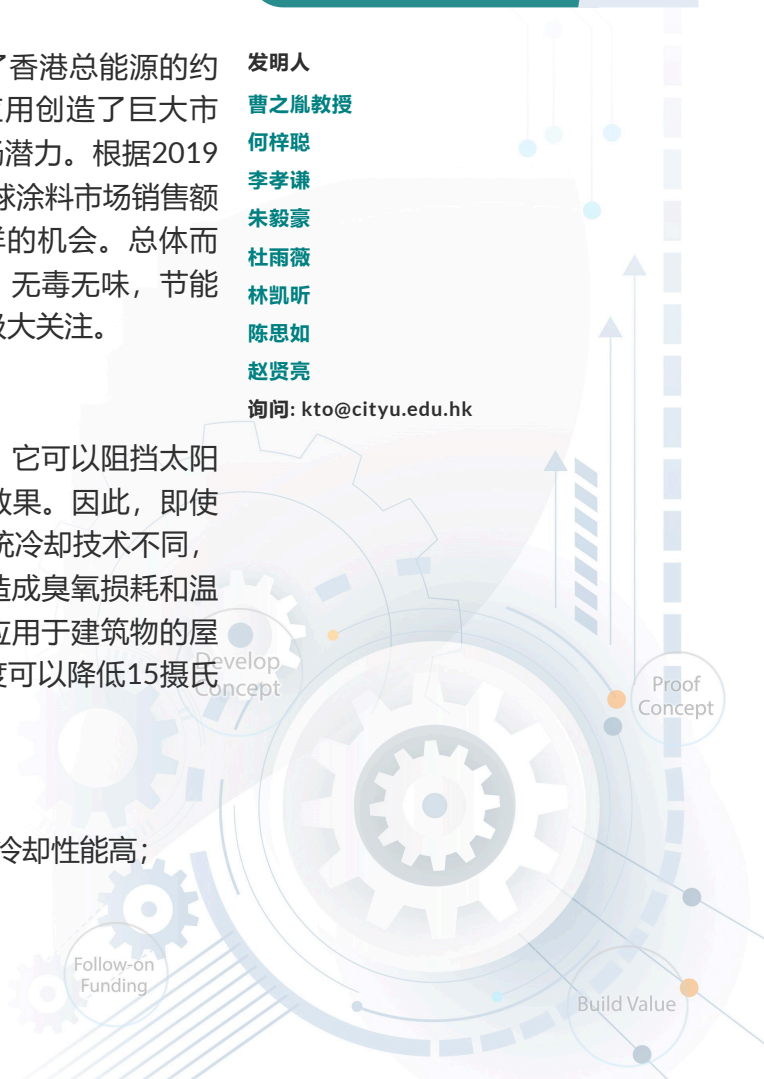 了香港总能源的约
应用创造了巨大市
场潜力。根据2019
球涂料市场销售额
样的机会。总体而
无毒无味，节能
极大关注。
它可以阻挡太阳
效果。因此，即使
统冷却技术不同，
造成臭氧损耗和温
应用于建筑物的屋
度可以降低15摄氏
冷却性能高；
发明人
曹之胤教授
何梓聪
李孝谦
朱毅豪
杜雨薇
林凯昕
陈思如
赵贤亮
询问: kto@cityu.edu.hk
Develop
Concept
Proof
Concept
Follow-on
Funding
Build Value